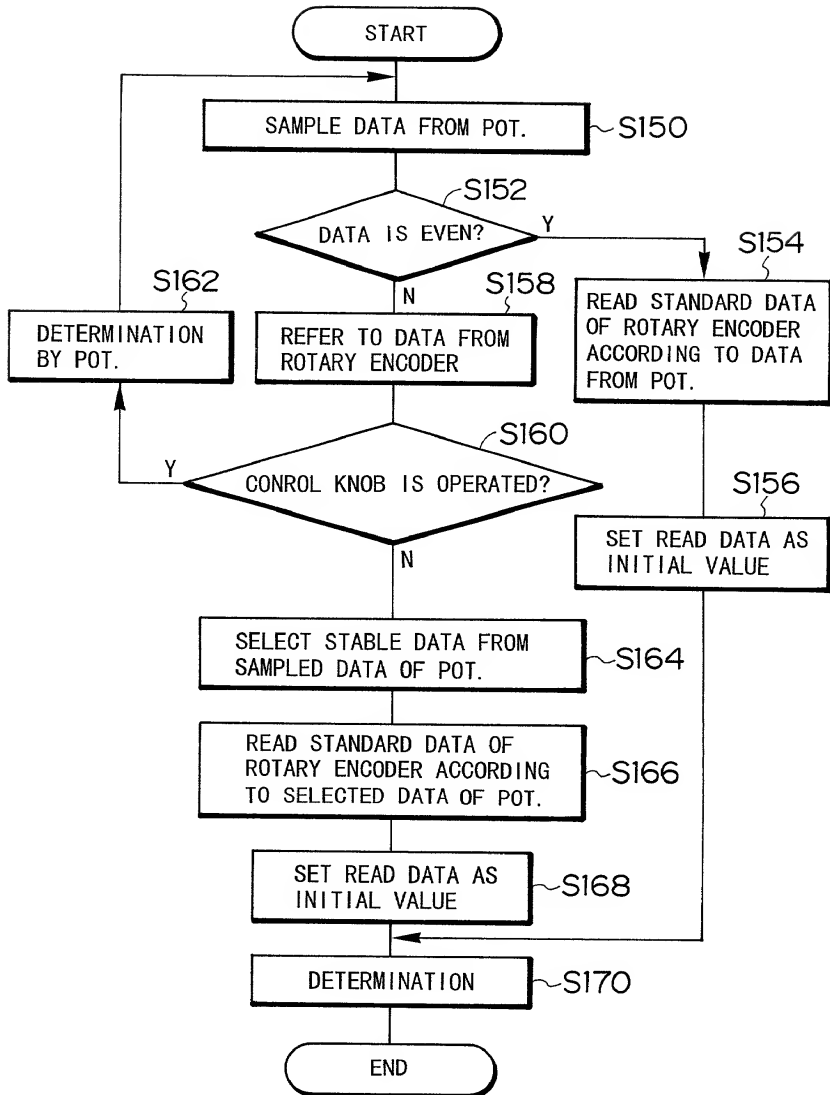 START
SAMPLE DATA FROM POT.
S150
S152
DATA IS EVEN?
Y
N
S154
READ STANDARD DATA
OF ROTARY ENCODER
ACCORDING TO DATA
FROM POT.
S162
DETERMINATION
BY POT.
S158
REFER TO DATA FROM
ROTARY ENCODER
S160
CONROL KNOB IS OPERATED?
Y
N
S156
SET READ DATA AS
INITIAL VALUE
SELECT STABLE DATA FROM
SAMPLED DATA OF POT.
S164
READ STANDARD DATA OF
ROTARY ENCODER ACCORDING
TO SELECTED DATA OF POT.
S166
SET READ DATA AS
INITIAL VALUE
S168
DETERMINATION
S170
END